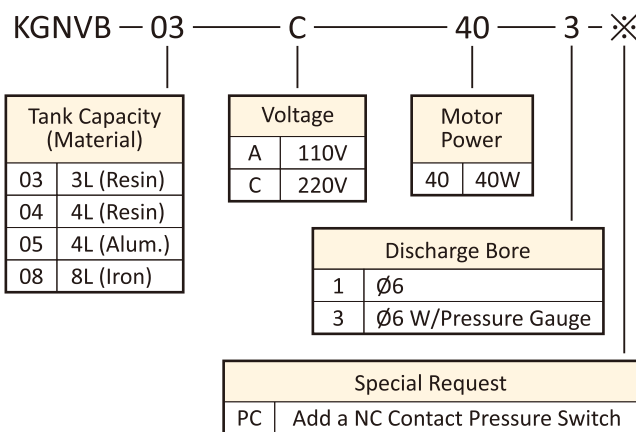 KGNVB — 03 — C — 40 — 3 - ※
Tank Capacity
(Material)
03 3L (Resin)
04 4L (Resin)
05 4L (Alum.)
08 8L (Iron)
Voltage
A 110V
C 220V
Motor
Power
40 40W
Discharge Bore
1 Ø6
3 Ø6 W/Pressure Gauge
Special Request
PC Add a NC Contact Pressure Switch